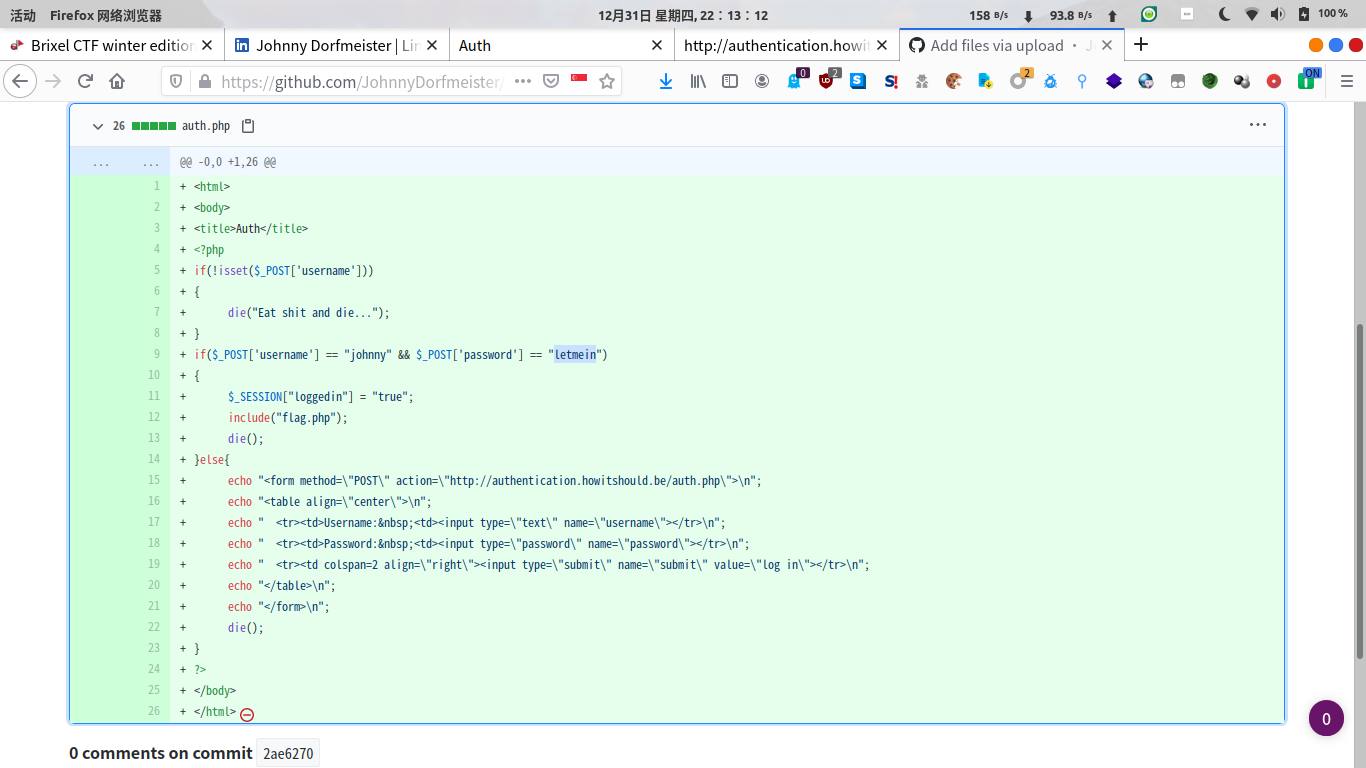 活动 Firefox 网络浏览器 12月31日 星期四, 22：13：12 158 B/s 93.8 B/s 100 %
Brixel CTF winter edition Johnny Dorfmeister | Lin Auth http://authentication.howit Add files via upload · J
https://github.com/JohnnyDorfmeister/ 0 2 2 ON
26 auth.php
... ... @@ -0,0 +1,26 @@
1 + <html>
2 + <body>
3 + <title>Auth</title>
4 + <?php
5 + if(!isset($_POST['username']))
6 + {
7 + die("Eat shit and die...");
8 + }
9 + if($_POST['username'] == "johnny" && $_POST['password'] == "letmein")
10 + {
11 + $_SESSION["loggedin"] = "true";
12 + include("flag.php");
13 + die();
14 + }else{
15 + echo "<form method=\"POST\" action=\"http://authentication.howitshould.be/auth.php\">\n";
16 + echo "<table align=\"center\">\n";
17 + echo "  <tr><td>Username:&nbsp;<td><input type=\"text\" name=\"username\"></tr>\n";
18 + echo "  <tr><td>Password:&nbsp;<td><input type=\"password\" name=\"password\"></tr>\n";
19 + echo "  <tr><td colspan=2 align=\"right\"><input type=\"submit\" name=\"submit\" value=\"log in\"></tr>\n";
20 + echo "</table>\n";
21 + echo "</form>\n";
22 + die();
23 + }
24 + ?>
25 + </body>
26 + </html>
0
0 comments on commit 2ae6270